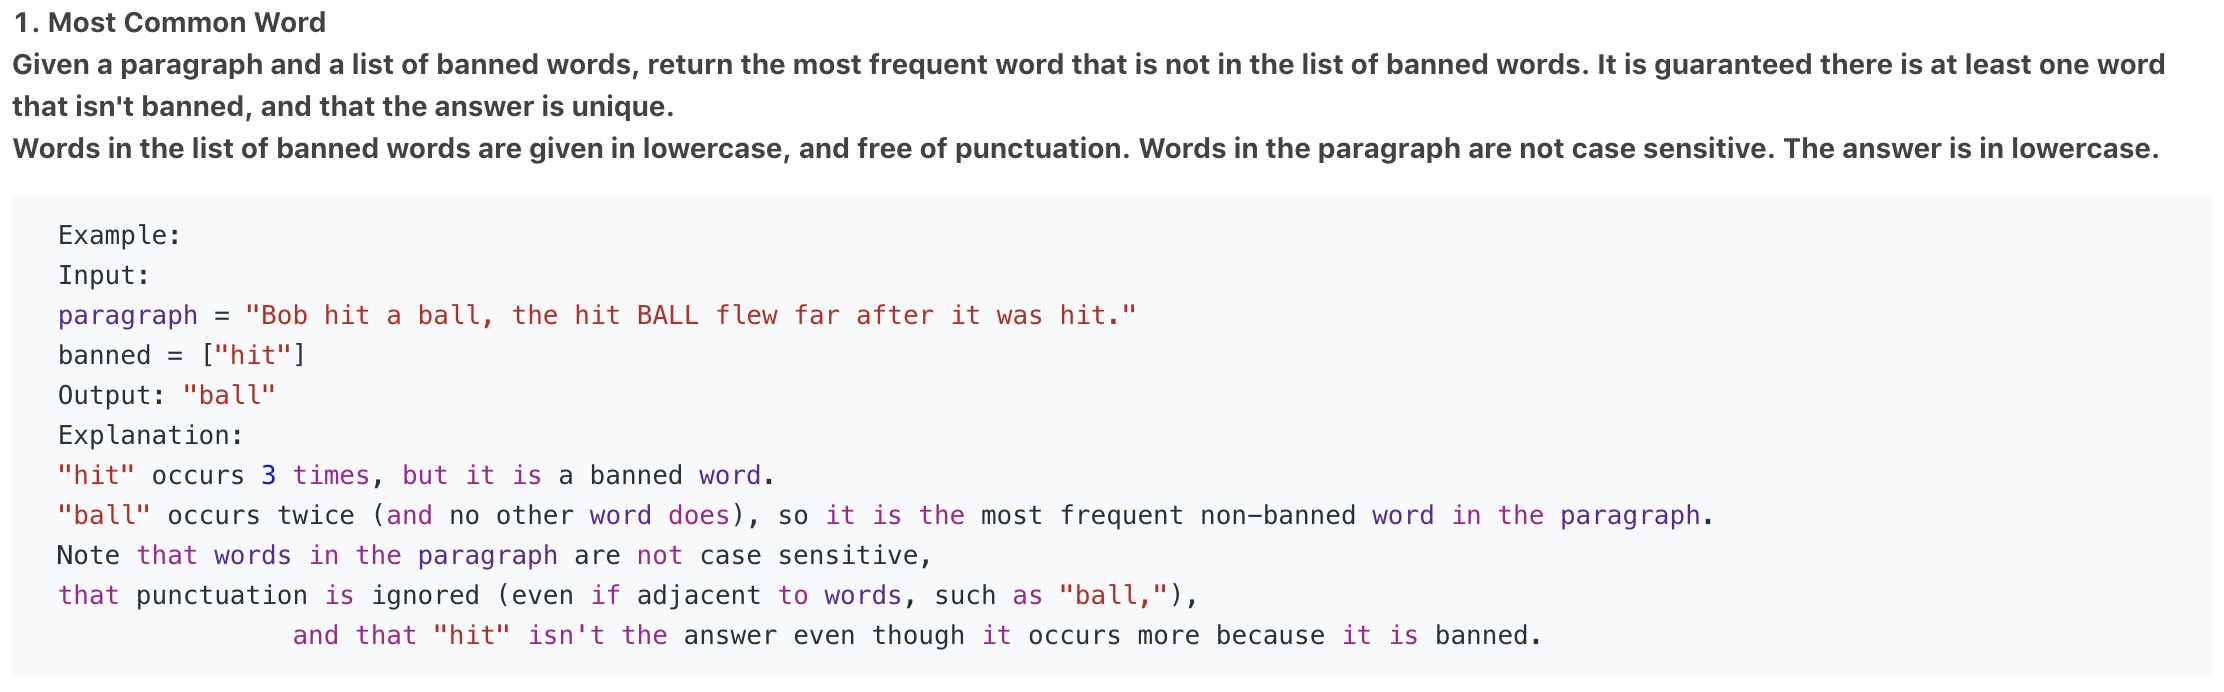 1. Most Common Word
Given a paragraph and a list of banned words, return the most frequent word that is not in the list of banned words. It is guaranteed there is at least one word
that isn't banned, and that the answer is unique.
Words in the list of banned words are given in lowercase, and free of punctuation. Words in the paragraph are not case sensitive. The answer is in lowercase.
Example:
Input:
paragraph = "Bob hit a ball, the hit BALL flew far after it was hit."
banned = ["hit"]
Output: "ball"
Explanation:
"hit" occurs 3 times, but it is a banned word.
"ball" occurs twice (and no other word does), so it is the most frequent non-banned word in the paragraph.
Note that words in the paragraph are not case sensitive,
that punctuation is ignored (even if adjacent to words, such as "ball,"),
and that "hit" isn't the answer even though it occurs more because it is banned.